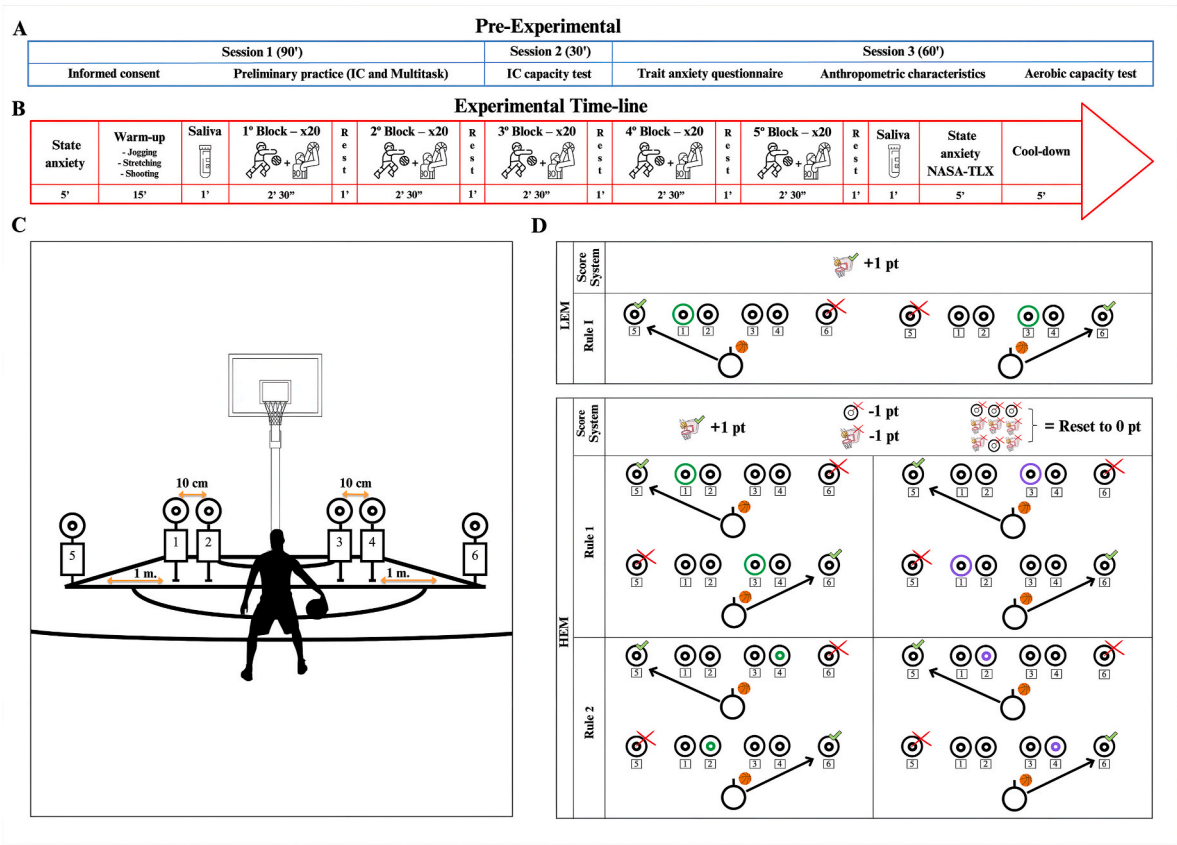 A
Pre-Experimental
Session 1 (90')
Session 2 (30')
Session 3 (60')
Informed consent
Preliminary practice (IC and Multitask)
IC capacity test
Trait anxiety questionnaire
Anthropometric characteristics
Aerobic capacity test
B
Experimental Time-line
State
anxiety
Warm-up
- Jogging
- Stretching
- Shooting
Saliva
1º Block – x20
+
Rest
2º Block – x20
+
Rest
3º Block – x20
+
Rest
4º Block – x20
+
Rest
5º Block – x20
+
Rest
Saliva
State
anxiety
NASA-TLX
Cool-down
5'
15'
1'
2' 30”
1'
2' 30”
1'
2' 30”
1'
2' 30”
1'
2' 30”
1'
1'
5'
5'
C
10 cm
10 cm
5
1
2
3
4
6
1 m.
1 m.
D
LEM
Score
System
+1 pt
Rule I
5 1 2 3 4 6
5 1 2 3 4 6
HEM
Score
System
+1 pt
-1 pt
-1 pt
= Reset to 0 pt
Rule 1
5 1 2 3 4 6
5 1 2 3 4 6
5 1 2 3 4 6
5 1 2 3 4 6
Rule 2
5 1 2 3 4 6
5 1 2 3 4 6
5 1 2 3 4 6
5 1 2 3 4 6